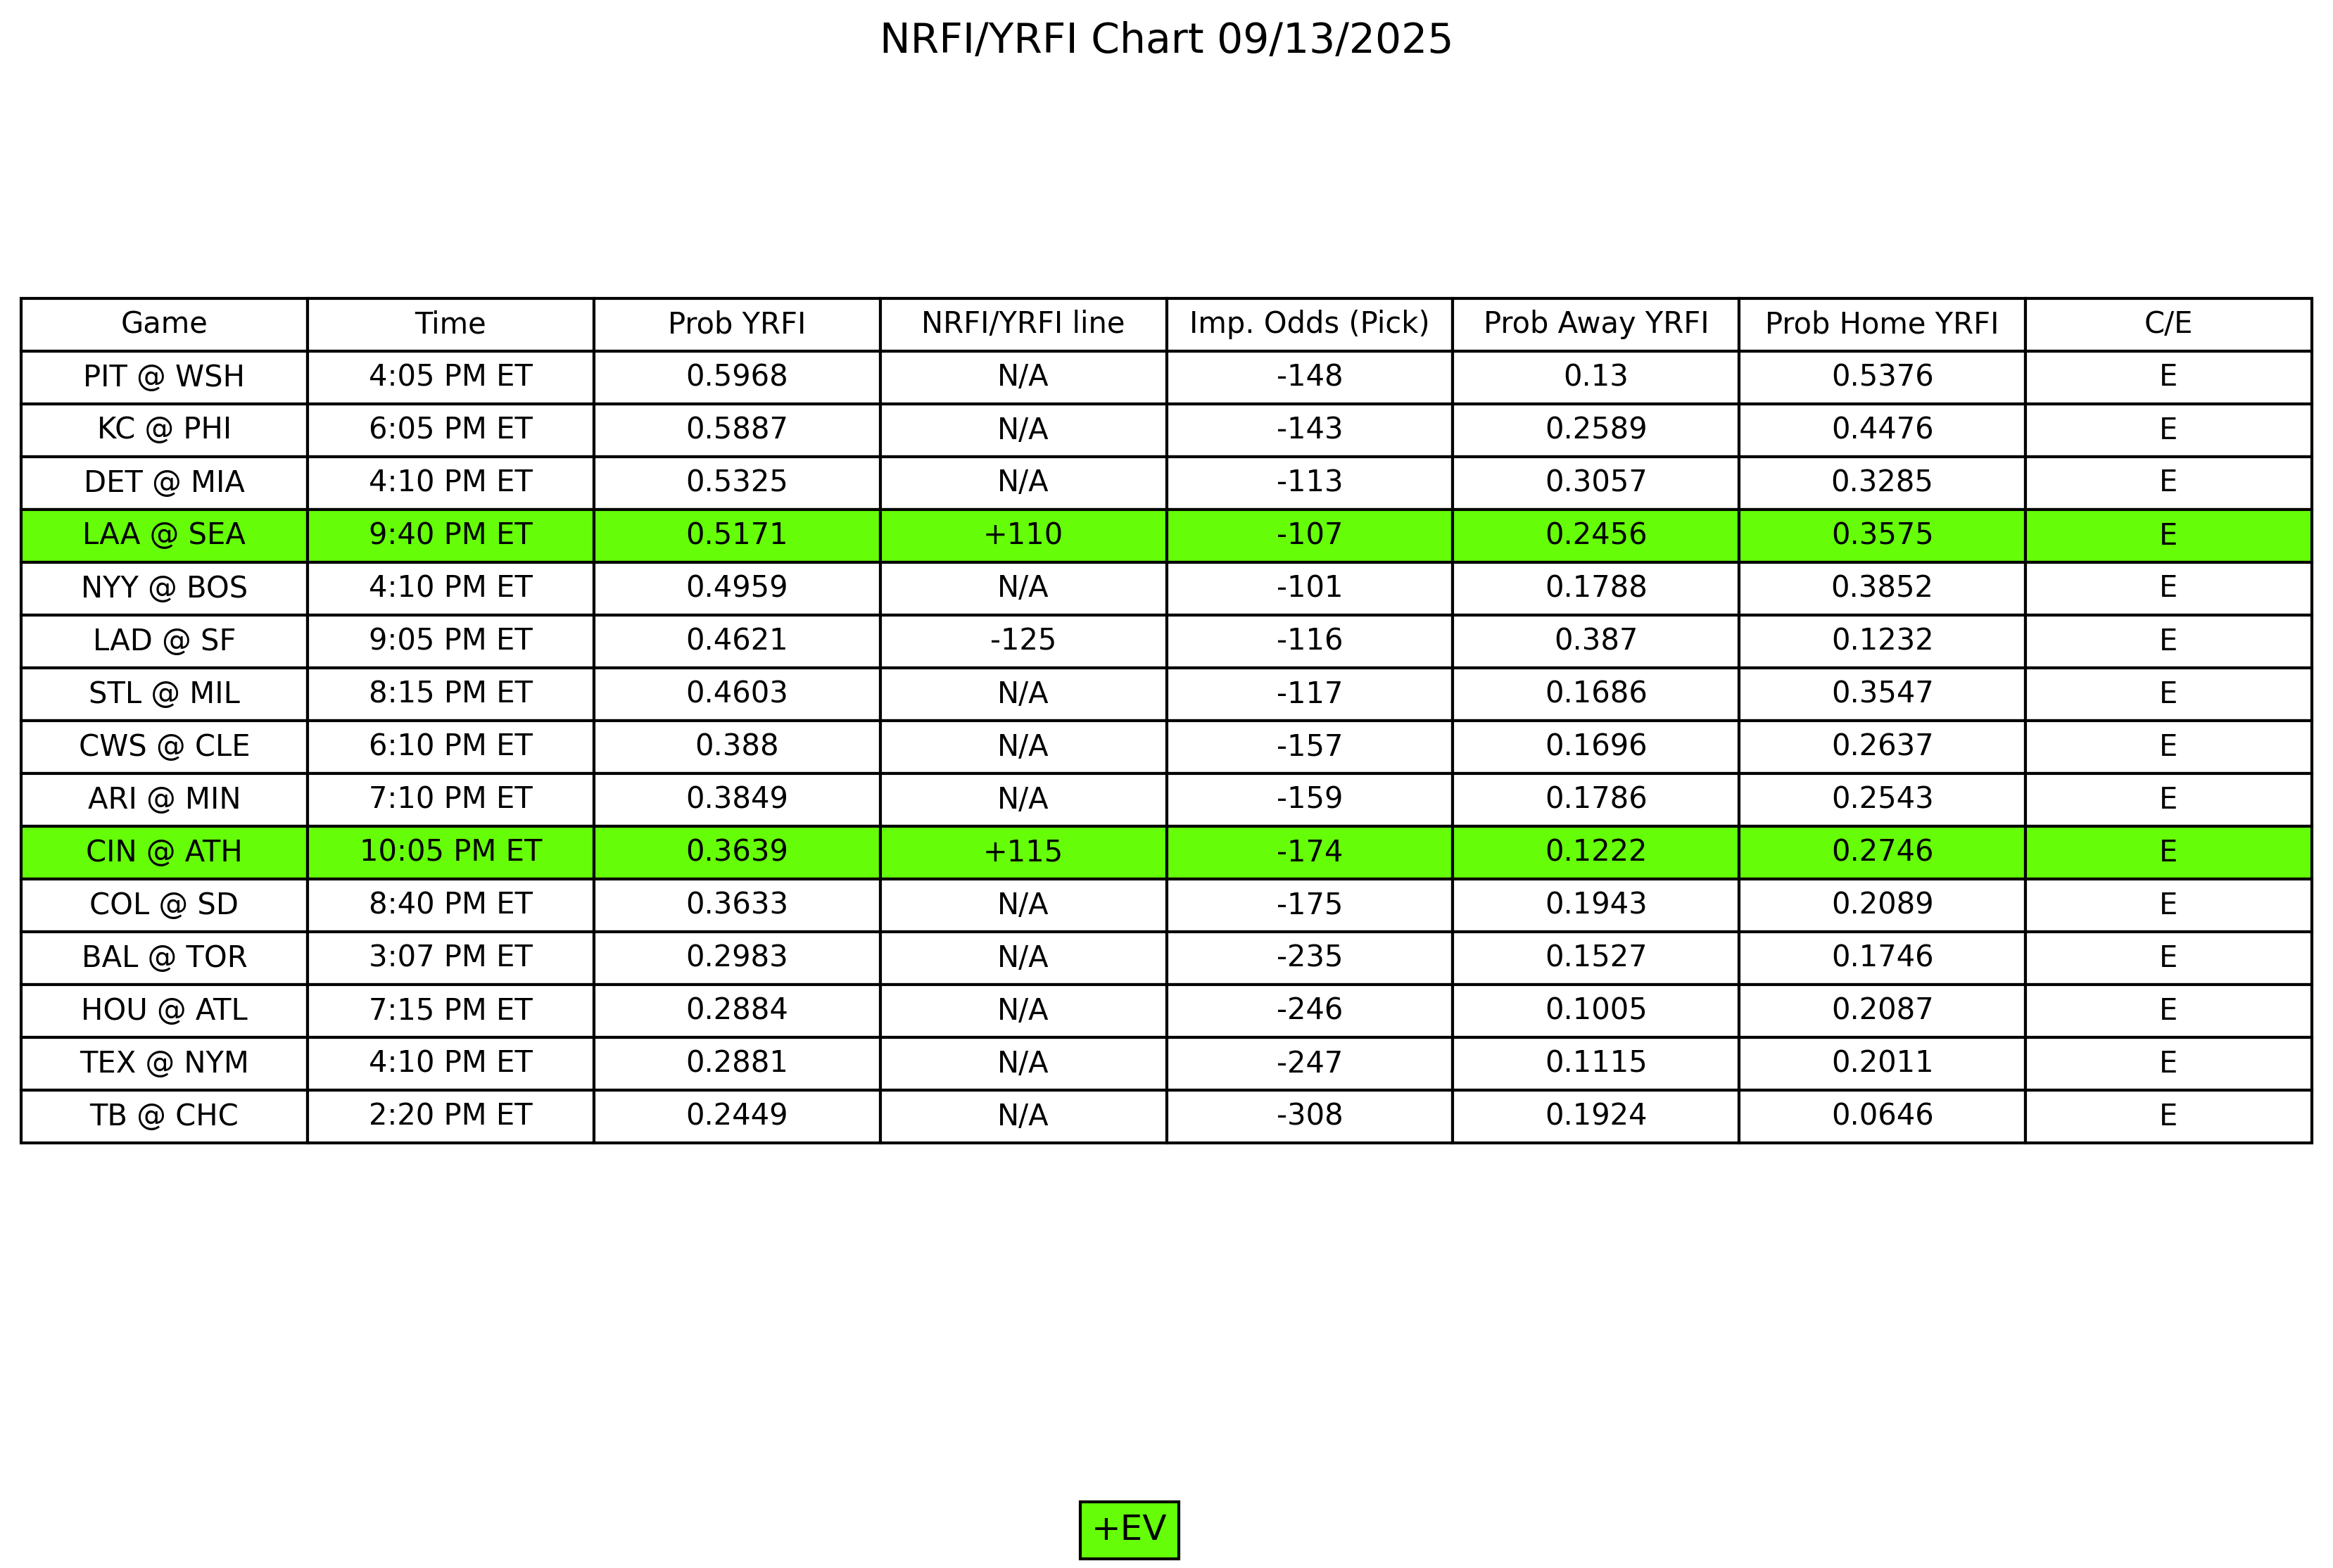 NRFI/YRFI Chart 09/13/2025
Game Time Prob YRFI NRFI/YRFI line Imp. Odds (Pick) Prob Away YRFI Prob Home YRFI C/E
PIT @ WSH 4:05 PM ET 0.5968 N/A -148 0.13 0.5376 E
KC @ PHI 6:05 PM ET 0.5887 N/A -143 0.2589 0.4476 E
DET @ MIA 4:10 PM ET 0.5325 N/A -113 0.3057 0.3285 E
LAA @ SEA 9:40 PM ET 0.5171 +110 -107 0.2456 0.3575 E
NYY @ BOS 4:10 PM ET 0.4959 N/A -101 0.1788 0.3852 E
LAD @ SF 9:05 PM ET 0.4621 -125 -116 0.387 0.1232 E
STL @ MIL 8:15 PM ET 0.4603 N/A -117 0.1686 0.3547 E
CWS @ CLE 6:10 PM ET 0.388 N/A -157 0.1696 0.2637 E
ARI @ MIN 7:10 PM ET 0.3849 N/A -159 0.1786 0.2543 E
CIN @ ATH 10:05 PM ET 0.3639 +115 -174 0.1222 0.2746 E
COL @ SD 8:40 PM ET 0.3633 N/A -175 0.1943 0.2089 E
BAL @ TOR 3:07 PM ET 0.2983 N/A -235 0.1527 0.1746 E
HOU @ ATL 7:15 PM ET 0.2884 N/A -246 0.1005 0.2087 E
TEX @ NYM 4:10 PM ET 0.2881 N/A -247 0.1115 0.2011 E
TB @ CHC 2:20 PM ET 0.2449 N/A -308 0.1924 0.0646 E
+EV